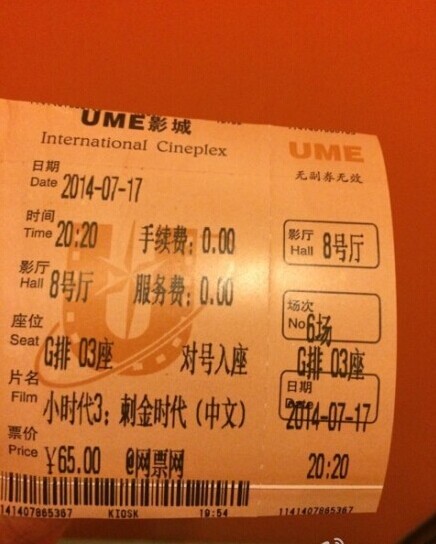 UME影城
International Cineplex
日期
Date 2014-07-17
时间
Time 20:20 手续费: 0.00
影厅
Hall 8号厅 服务费: 0.00
座位
Seat G排 03座 对号入座
片名
Film 小时代3: 刺金时代 (中文)
票价
Price ¥65.00 @网票网
1141407865367 KIOSK 19:54
UME
无副券无效
影厅
Hall 8号厅
场次
No 6场
G排 03座
日期
2014-07-17
20:20
1141407865367